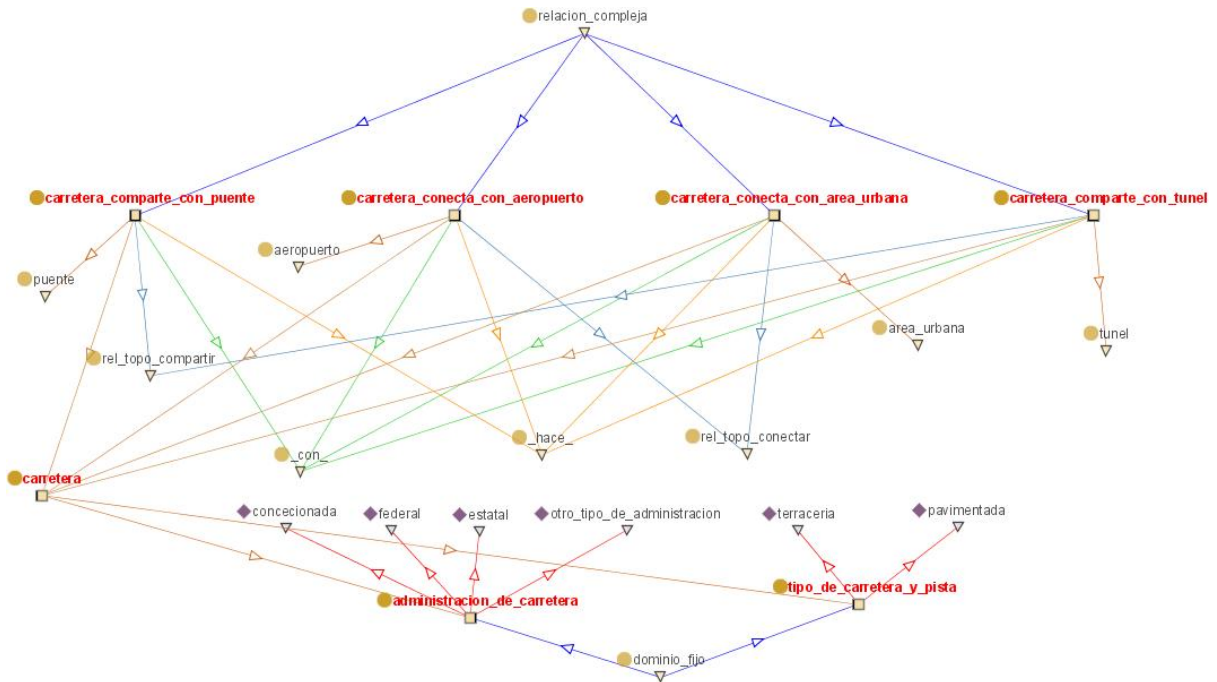 relacion_compleja
carretera_comparte_con_puente
carretera_conecta_con_aeropuerto
carretera_conecta_con_area_urbana
carretera_comparte_con_tunel
aeropuerto
puente
area_urbana
tunel
rel_topo_compartir
_hace_
rel_topo_conectar
_con_
carretera
concecionada
federal
estatal
otro_tipo_de_administracion
terraceria
pavimentada
administracion_de_carretera
tipo_de_carretera_y_pista
dominio_fijo